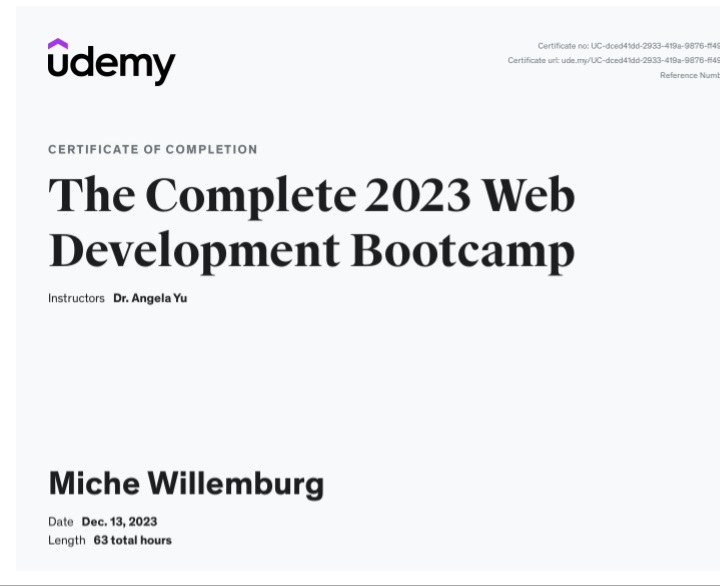 udemy
Certificate no: UC-dced41dd-2933-419a-9876-ff49
Certificate url: ude.my/UC-dced41dd-2933-419a-9876-ff49
Reference Numb
CERTIFICATE OF COMPLETION
The Complete 2023 Web
Development Bootcamp
Instructors Dr. Angela Yu
Miche Willemburg
Date Dec. 13, 2023
Length 63 total hours